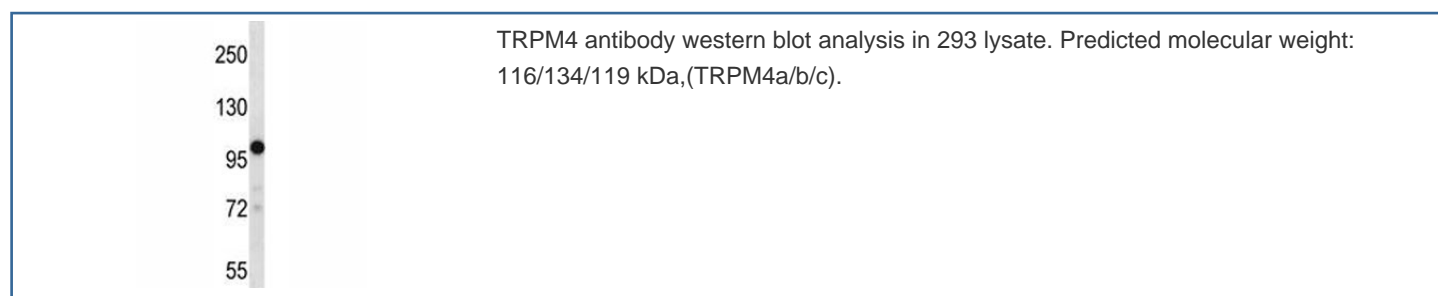 250
130
95
72
55
TRPM4 antibody western blot analysis in 293 lysate. Predicted molecular weight:
116/134/119 kDa,(TRPM4a/b/c).